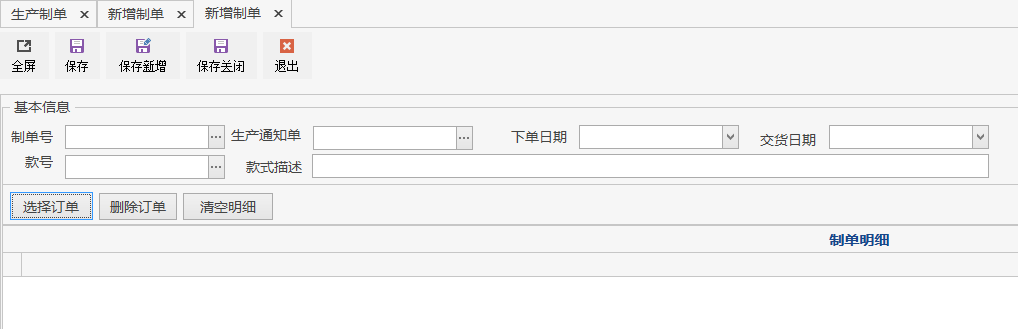 生产制单 新增制单 新增制单
全屏 保存 保存新增 保存关闭 退出
基本信息
制单号 生产通知单 下单日期 交货日期
款号 款式描述
选择订单 删除订单 清空明细
制单明细